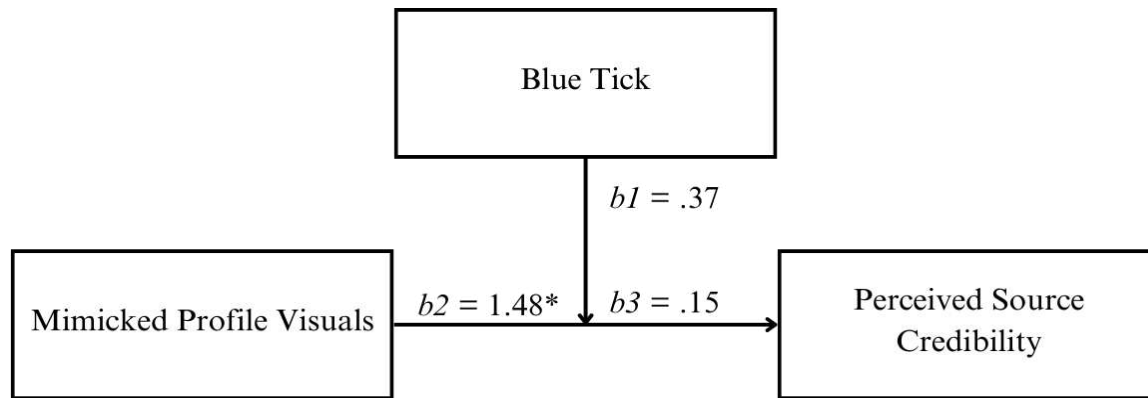 Blue Tick
b1 = .37
Mimicked Profile Visuals
b2 = 1.48*
b3 = .15
Perceived Source
Credibility